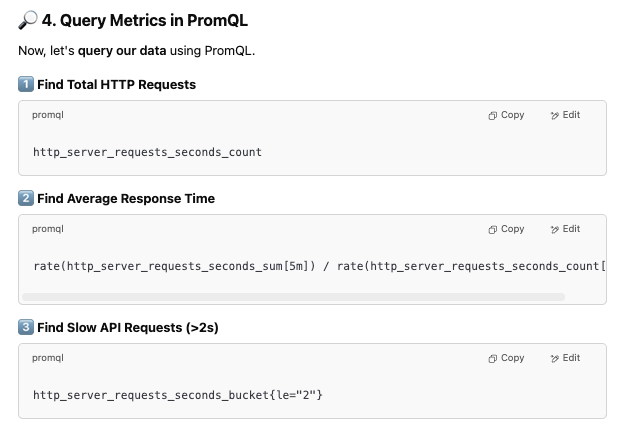 🔎 4. Query Metrics in PromQL
Now, let's query our data using PromQL.
1️⃣ Find Total HTTP Requests
promql Copy Edit
http_server_requests_seconds_count
2️⃣ Find Average Response Time
promql Copy Edit
rate(http_server_requests_seconds_sum[5m]) / rate(http_server_requests_seconds_count[
3️⃣ Find Slow API Requests (>2s)
promql Copy Edit
http_server_requests_seconds_bucket{le="2"}